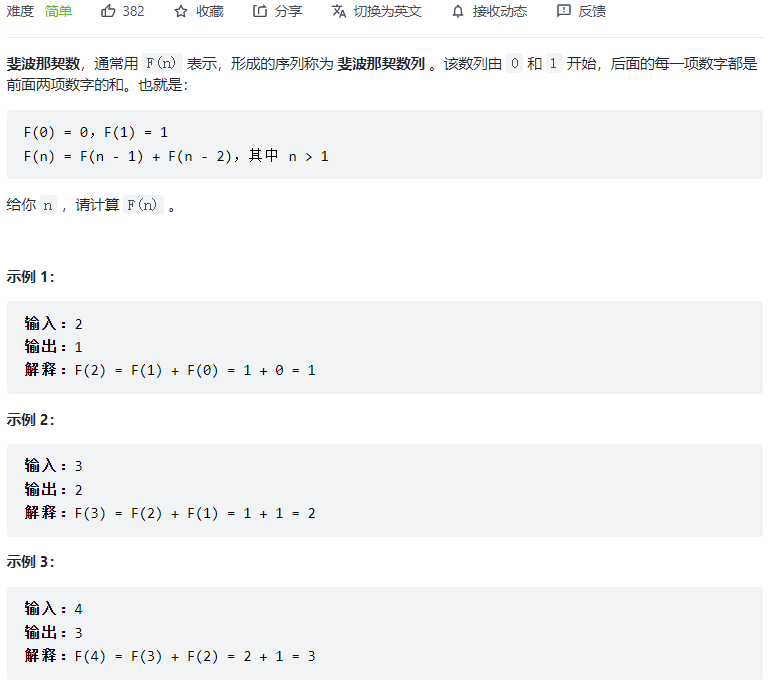 难度 简单 382 收藏 分享 切换为英文 接收动态 反馈
斐波那契数，通常用 F(n) 表示，形成的序列称为 斐波那契数列 。该数列由 0 和 1 开始，后面的每一项数字都是
前面两项数字的和。也就是：
F(0) = 0，F(1) = 1
F(n) = F(n - 1) + F(n - 2)，其中 n > 1
给你 n ，请计算 F(n) 。
示例 1：
输入：2
输出：1
解释：F(2) = F(1) + F(0) = 1 + 0 = 1
示例 2：
输入：3
输出：2
解释：F(3) = F(2) + F(1) = 1 + 1 = 2
示例 3：
输入：4
输出：3
解释：F(4) = F(3) + F(2) = 2 + 1 = 3